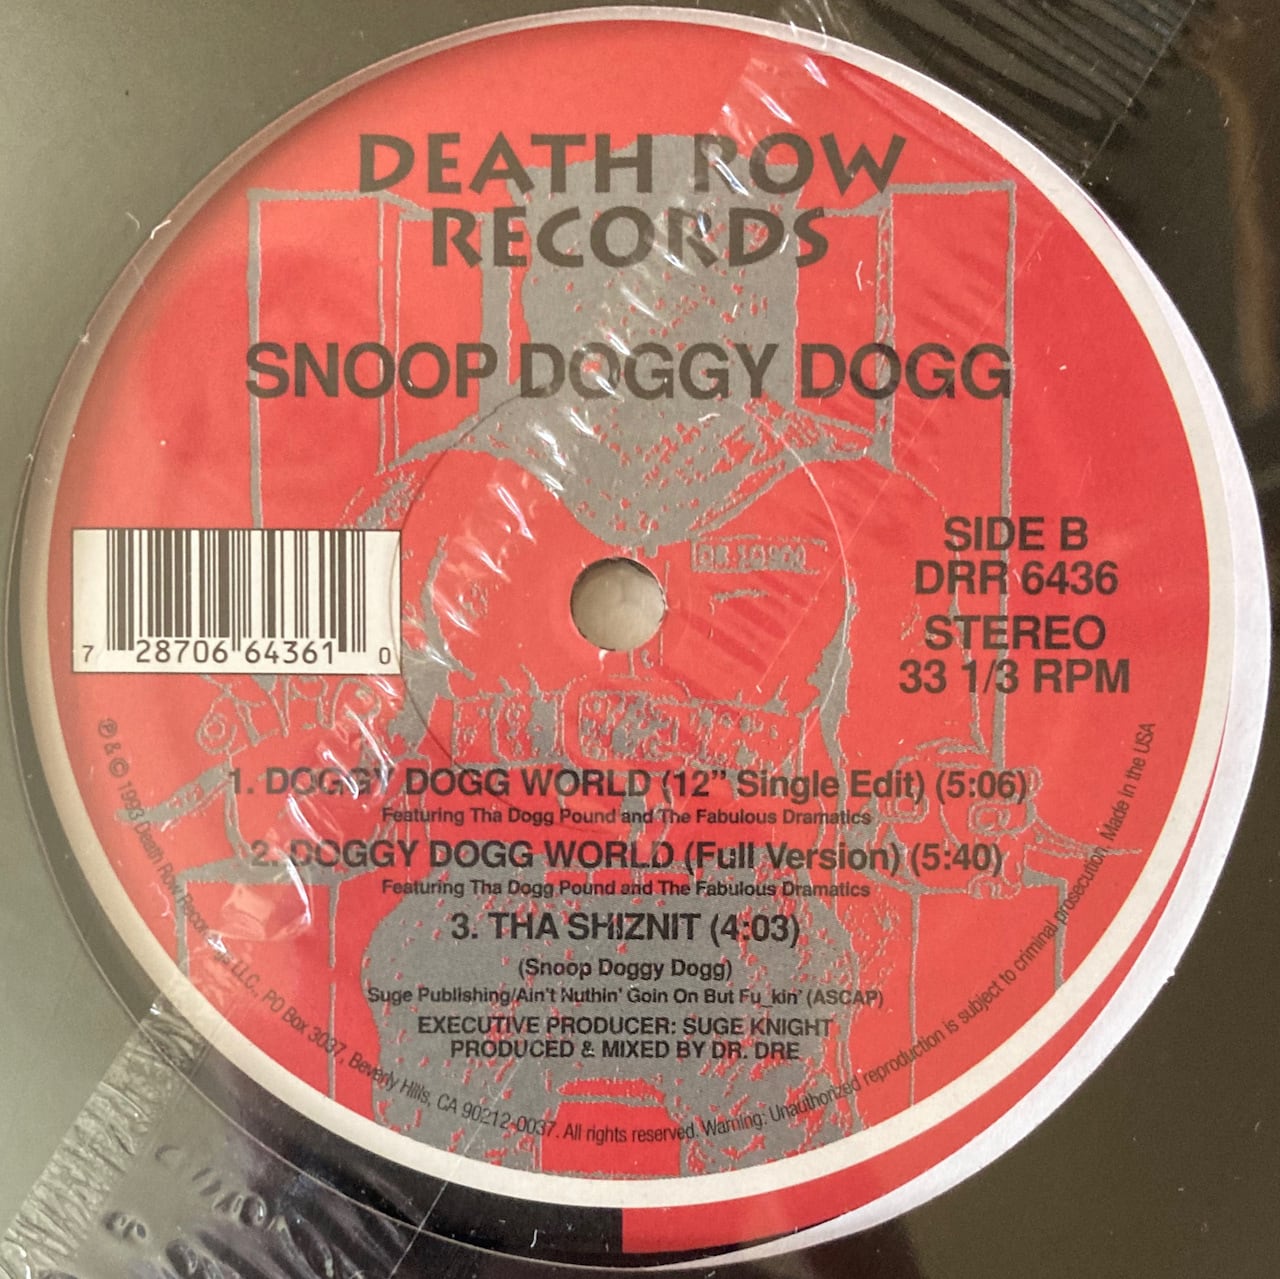 DEATH ROW
RECORDS
SNOOP DOGGY DOGG
SIDE B
DRR 6436
STEREO
33 1/3 RPM
7 28706 64361 0
1. DOGGY DOGG WORLD (12” Single Edit) (5:06)
Featuring Tha Dogg Pound and The Fabulous Dramatics
2. DOGGY DOGG WORLD (Full Version) (5:40)
Featuring Tha Dogg Pound and The Fabulous Dramatics
3. THA SHIZNIT (4:03)
(Snoop Doggy Dogg)
Suge Publishing/Ain't Nuthin' Goin On But Fu_kin' (ASCAP)
EXECUTIVE PRODUCER: SUGE KNIGHT
PRODUCED & MIXED BY DR. DRE
℗ & © 1993 Death Row Records LLC, PO Box 3037, Beverly Hills, CA 90212-0037. All rights reserved. Warning: Unauthorized reproduction is subject to criminal prosecution. Made in the USA